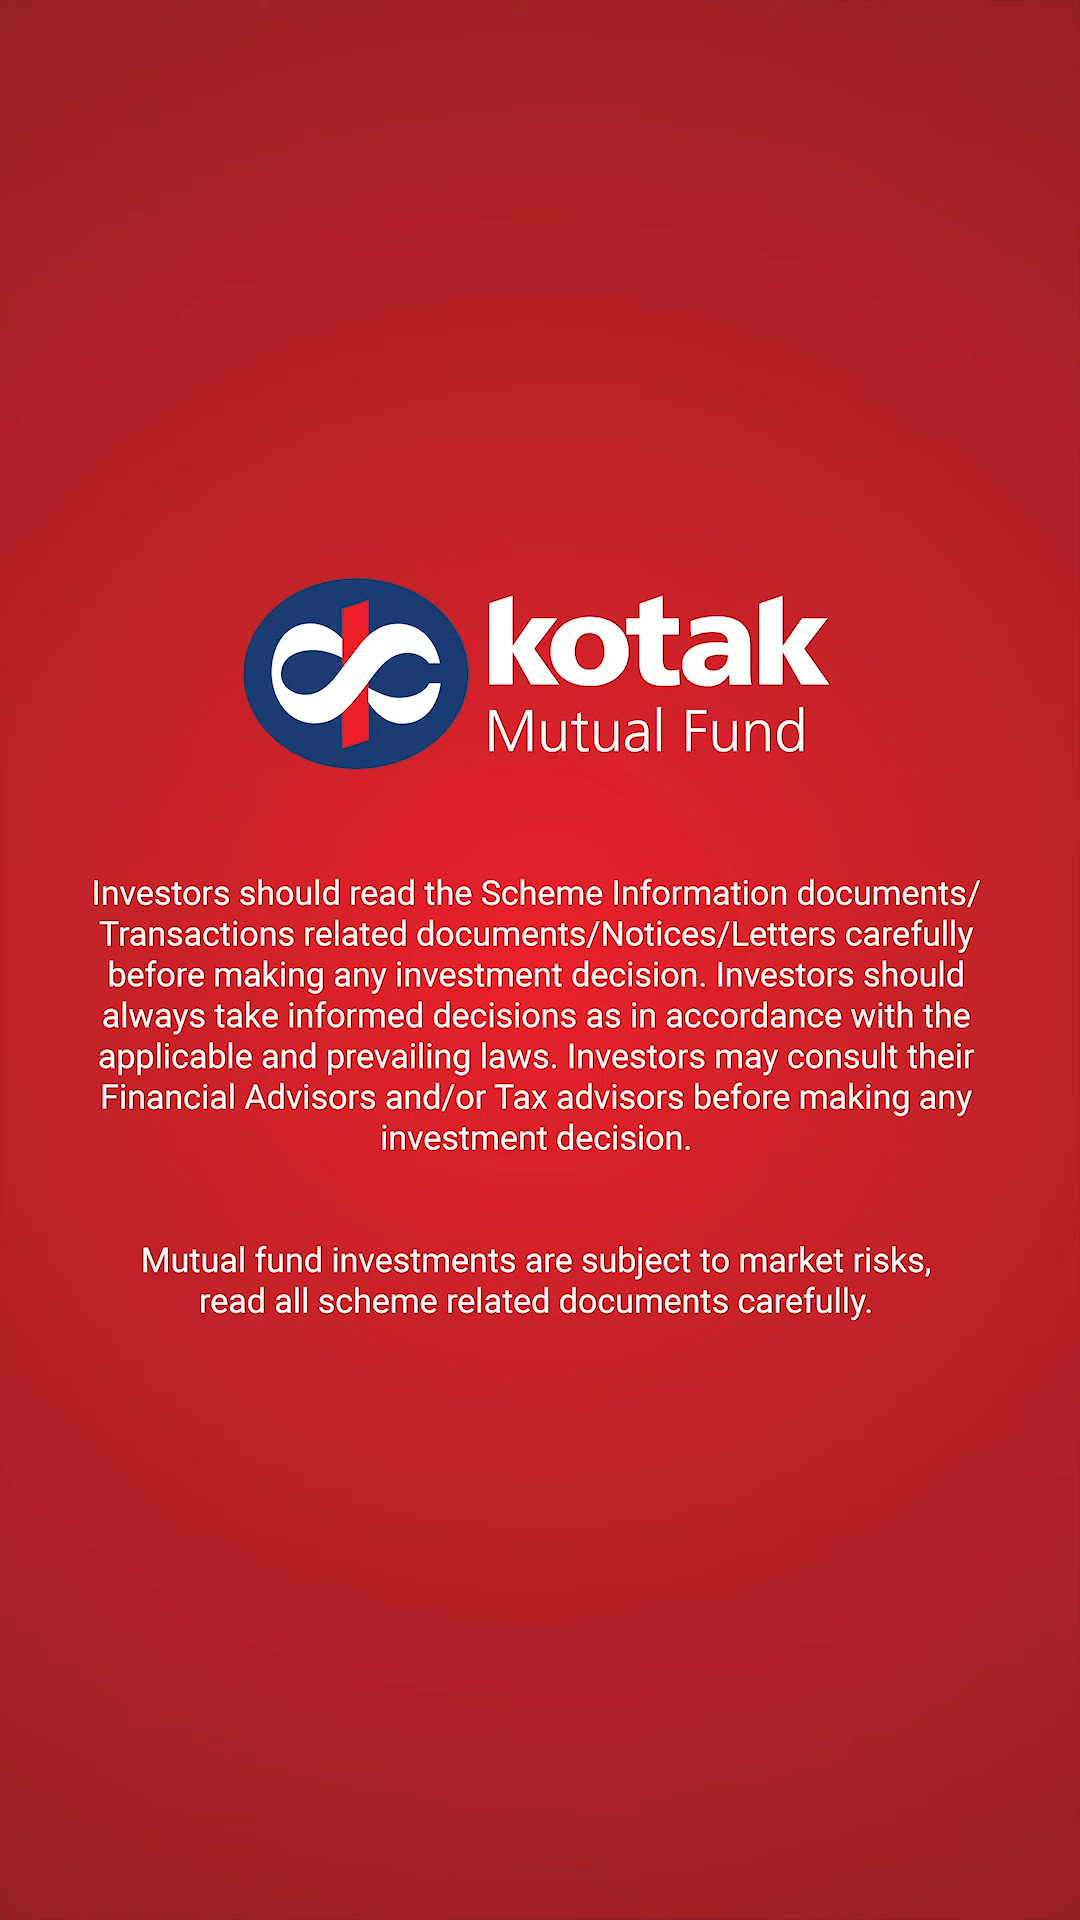 kotak
Mutual Fund
Investors should read the Scheme Information documents/
Transactions related documents/Notices/Letters carefully
before making any investment decision. Investors should
always take informed decisions as in accordance with the
applicable and prevailing laws. Investors may consult their
Financial Advisors and/or Tax advisors before making any
investment decision.
Mutual fund investments are subject to market risks,
read all scheme related documents carefully.